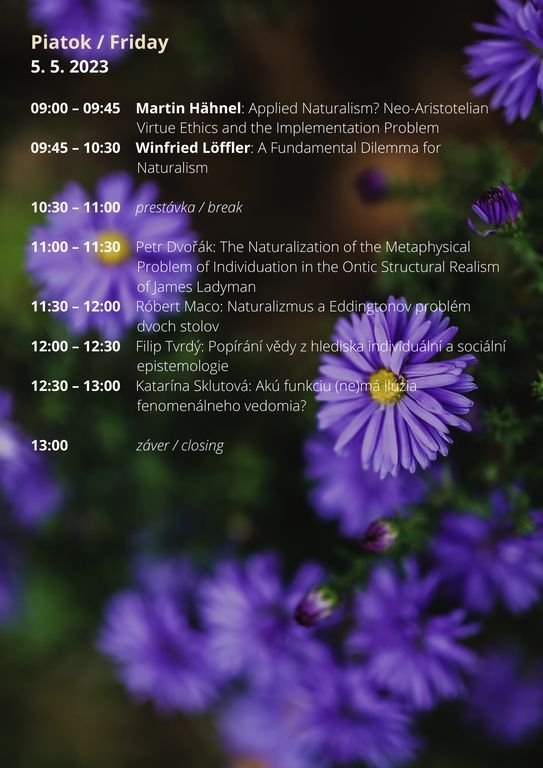 Piatok / Friday
5. 5. 2023
09:00 – 09:45 Martin Hähnel: Applied Naturalism? Neo-Aristotelian
Virtue Ethics and the Implementation Problem
09:45 – 10:30 Winfried Löffler: A Fundamental Dilemma for
Naturalism
10:30 – 11:00 prestávka / break
11:00 – 11:30 Petr Dvořák: The Naturalization of the Metaphysical
Problem of Individuation in the Ontic Structural Realism
of James Ladyman
11:30 – 12:00 Róbert Maco: Naturalizmus a Eddingtonov problém
dvoch stolov
12:00 – 12:30 Filip Tvrdý: Popírání vědy z hlediska individuální a sociální
epistemologie
12:30 – 13:00 Katarína Sklutová: Akú funkciu (ne)má ilúzia
fenomenálneho vedomia?
13:00 záver / closing